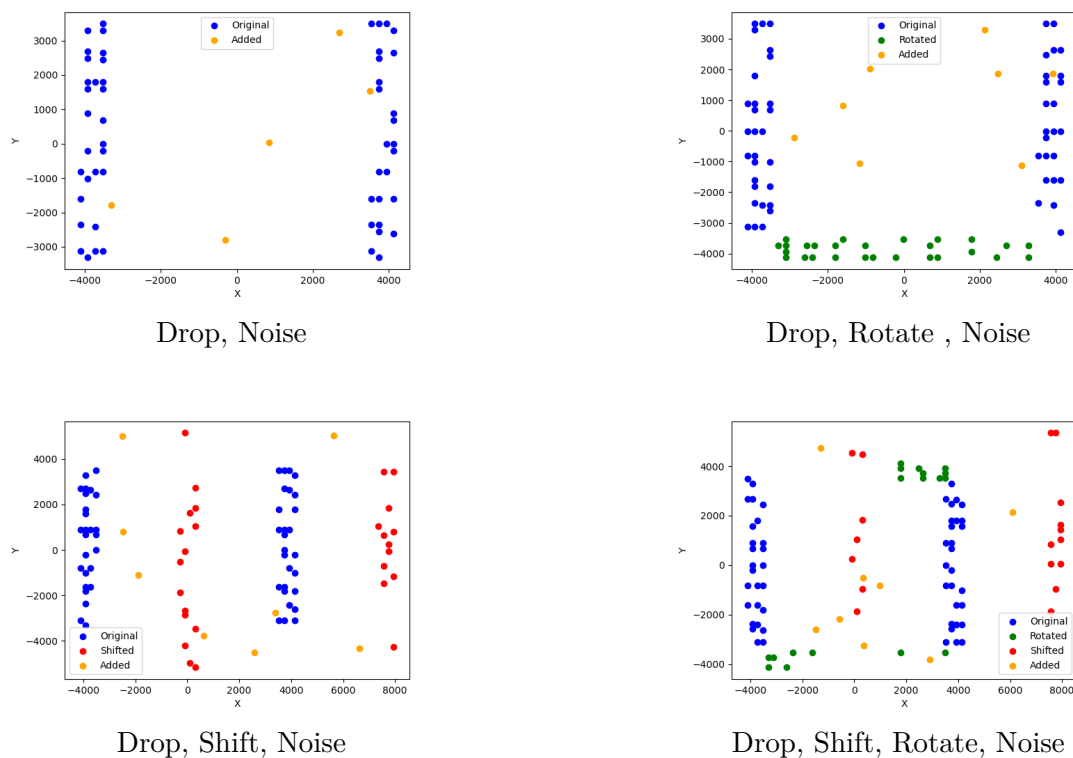 Original
Added
3000
2000
1000
0
−1000
−2000
−3000
Y
−4000 −2000 0 2000 4000
X
Drop, Noise
Original
Rotated
Added
3000
2000
1000
0
−1000
−2000
−3000
−4000
Y
−4000 −2000 0 2000 4000
X
Drop, Rotate , Noise
4000
2000
0
−2000
−4000
Y
Original
Shifted
Added
−4000 −2000 0 2000 4000 6000 8000
X
Drop, Shift, Noise
4000
2000
0
−2000
−4000
Y
Original
Rotated
Shifted
Added
−4000 −2000 0 2000 4000 6000 8000
X
Drop, Shift, Rotate, Noise